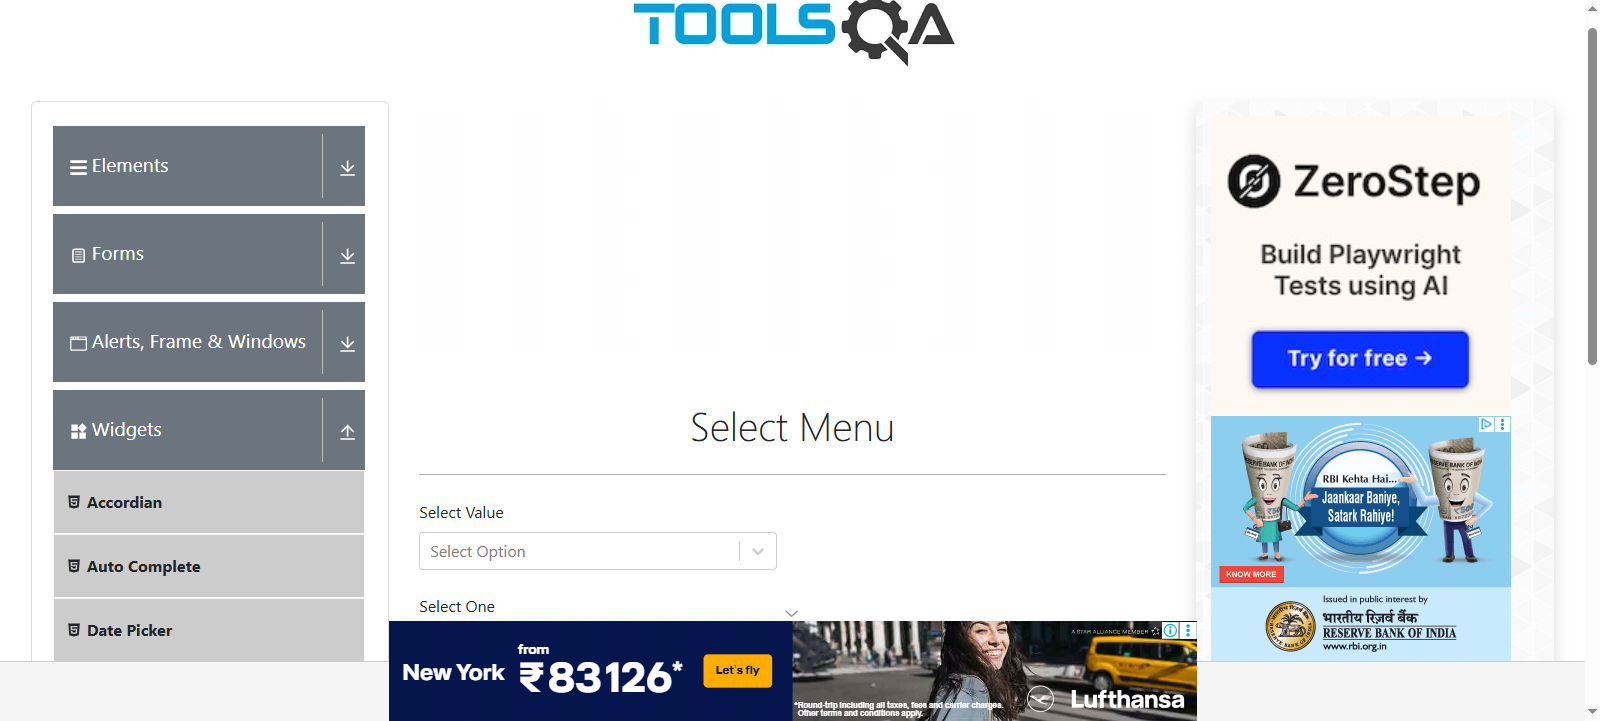 TOOLSQA
Elements
Forms
Alerts, Frame & Windows
Widgets
Accordian
Auto Complete
Date Picker
Select Menu
Select Value
Select Option
Select One
New York
from
₹83126*
Let's fly
A STAR ALLIANCE MEMBER
Lufthansa
*Round-trip including all taxes, fees and carrier charges.
Other terms and conditions apply.
ZeroStep
Build Playwright
Tests using AI
Try for free →
RESERVE BANK OF INDIA
RBI Kehta Hai...
Jaankaar Baniye,
Satark Rahiye!
KNOW MORE
Issued in public interest by
भारतीय रिज़र्व बैंक
RESERVE BANK OF INDIA
www.rbi.org.in